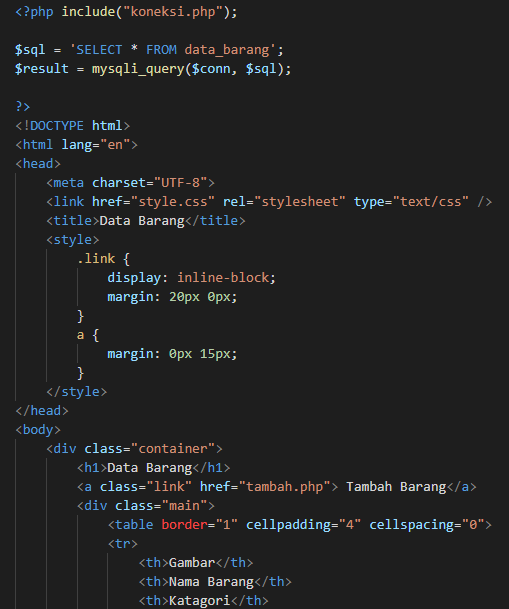 <?php include("koneksi.php");
$sql = 'SELECT * FROM data_barang';
$result = mysqli_query($conn, $sql);
?>
<!DOCTYPE html>
<html lang="en">
<head>
<meta charset="UTF-8">
<link href="style.css" rel="stylesheet" type="text/css" />
<title>Data Barang</title>
<style>
.link {
display: inline-block;
margin: 20px 0px;
}
a {
margin: 0px 15px;
}
</style>
</head>
<body>
<div class="container">
<h1>Data Barang</h1>
<a class="link" href="tambah.php"> Tambah Barang</a>
<div class="main">
<table border="1" cellpadding="4" cellspacing="0">
<tr>
<th>Gambar</th>
<th>Nama Barang</th>
<th>Katagori</th>